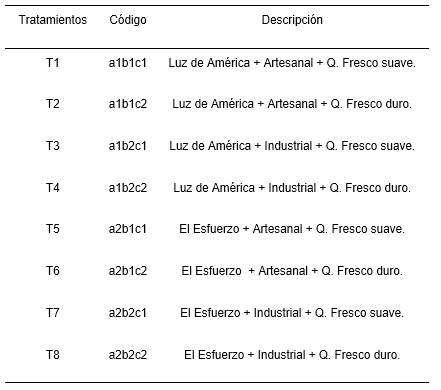 Tratamientos Código Descripción
T1 a1b1c1 Luz de América + Artesanal + Q. Fresco suave.
T2 a1b1c2 Luz de América + Artesanal + Q. Fresco duro.
T3 a1b2c1 Luz de América + Industrial + Q. Fresco suave.
T4 a1b2c2 Luz de América + Industrial + Q. Fresco duro.
T5 a2b1c1 El Esfuerzo + Artesanal + Q. Fresco suave.
T6 a2b1c2 El Esfuerzo + Artesanal + Q. Fresco duro.
T7 a2b2c1 El Esfuerzo + Industrial + Q. Fresco suave.
T8 a2b2c2 El Esfuerzo + Industrial + Q. Fresco duro.